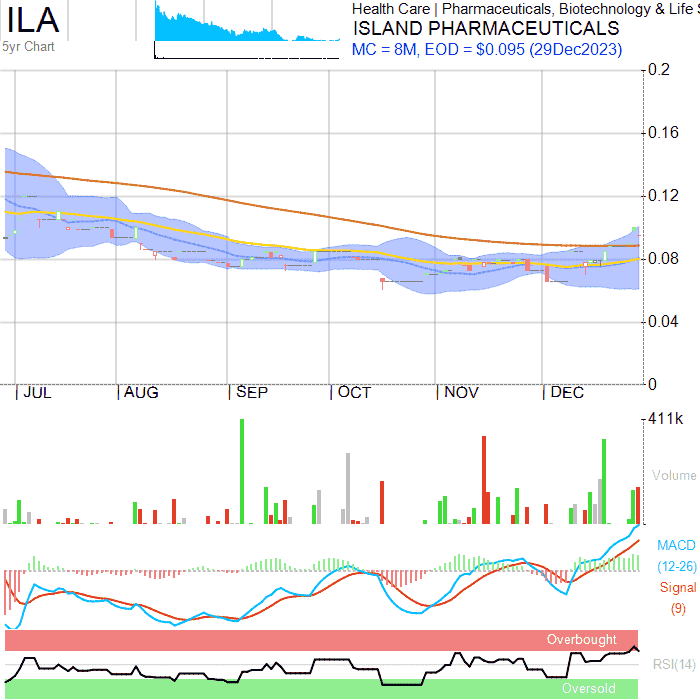 ILA
5yr Chart
Health Care | Pharmaceuticals, Biotechnology & Life S
ISLAND PHARMACEUTICALS
MC = 8M, EOD = $0.095 (29Dec2023)
0.2
0.16
0.12
0.08
0.04
0
JUL AUG SEP OCT NOV DEC
411k
Volume
MACD
(12-26)
Signal
(9)
Overbought
RSI(14)
Oversold